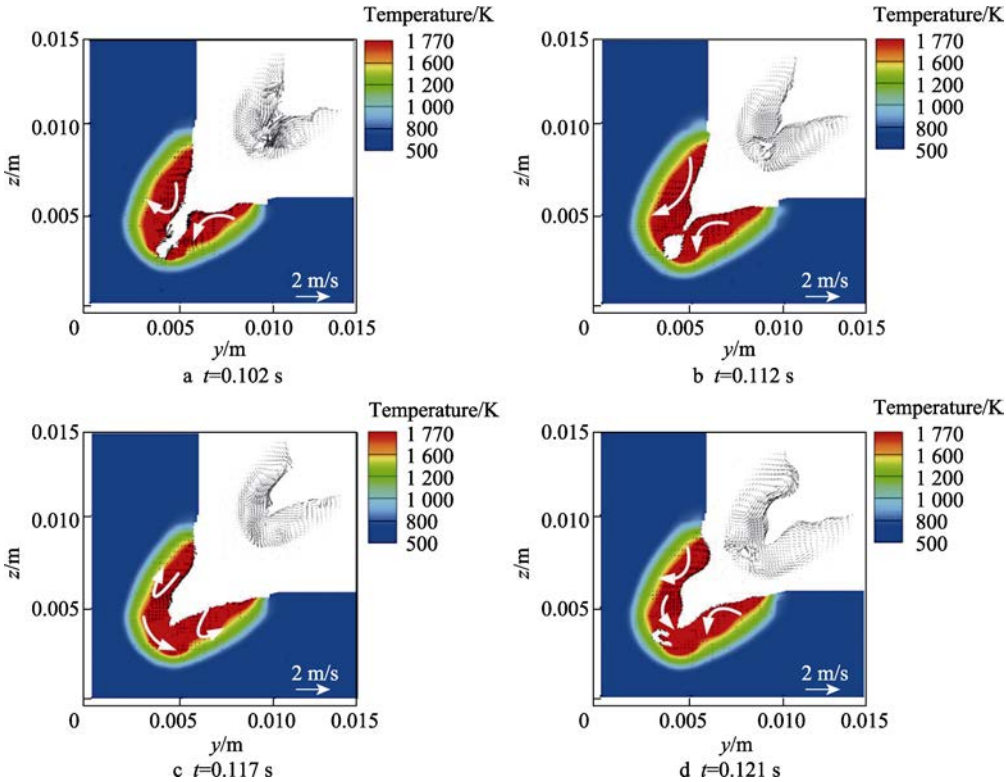 Temperature/K
0.015
1 770
1 600
1 200
1 000
800
500
0.010
z/m
0.005
2 m/s
0
0.005
0.010
0.015
y/m
a t=0.102 s
Temperature/K
0.015
1 770
1 600
1 200
1 000
800
500
0.010
z/m
0.005
2 m/s
0
0.005
0.010
0.015
y/m
b t=0.112 s
Temperature/K
0.015
1 770
1 600
1 200
1 000
800
500
0.010
z/m
0.005
2 m/s
0
0.005
0.010
0.015
y/m
c t=0.117 s
Temperature/K
0.015
1 770
1 600
1 200
1 000
800
500
0.010
z/m
0.005
2 m/s
0
0.005
0.010
0.015
y/m
d t=0.121 s